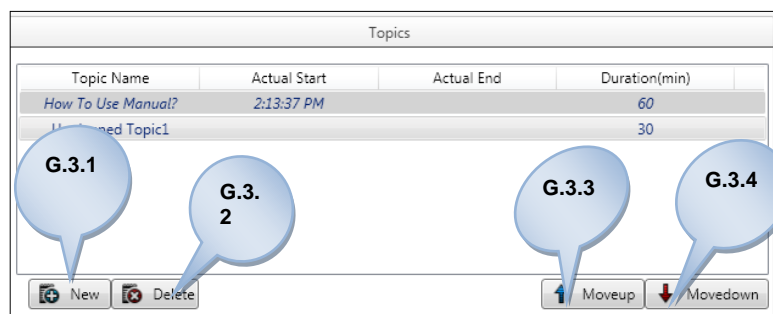 Topics
Topic Name Actual Start Actual End Duration(min)
How To Use Manual? 2:13:37 PM 60
Topic1 30
G.3.1
G.3.
2
G.3.3
G.3.4
New Delete Moveup Movedown